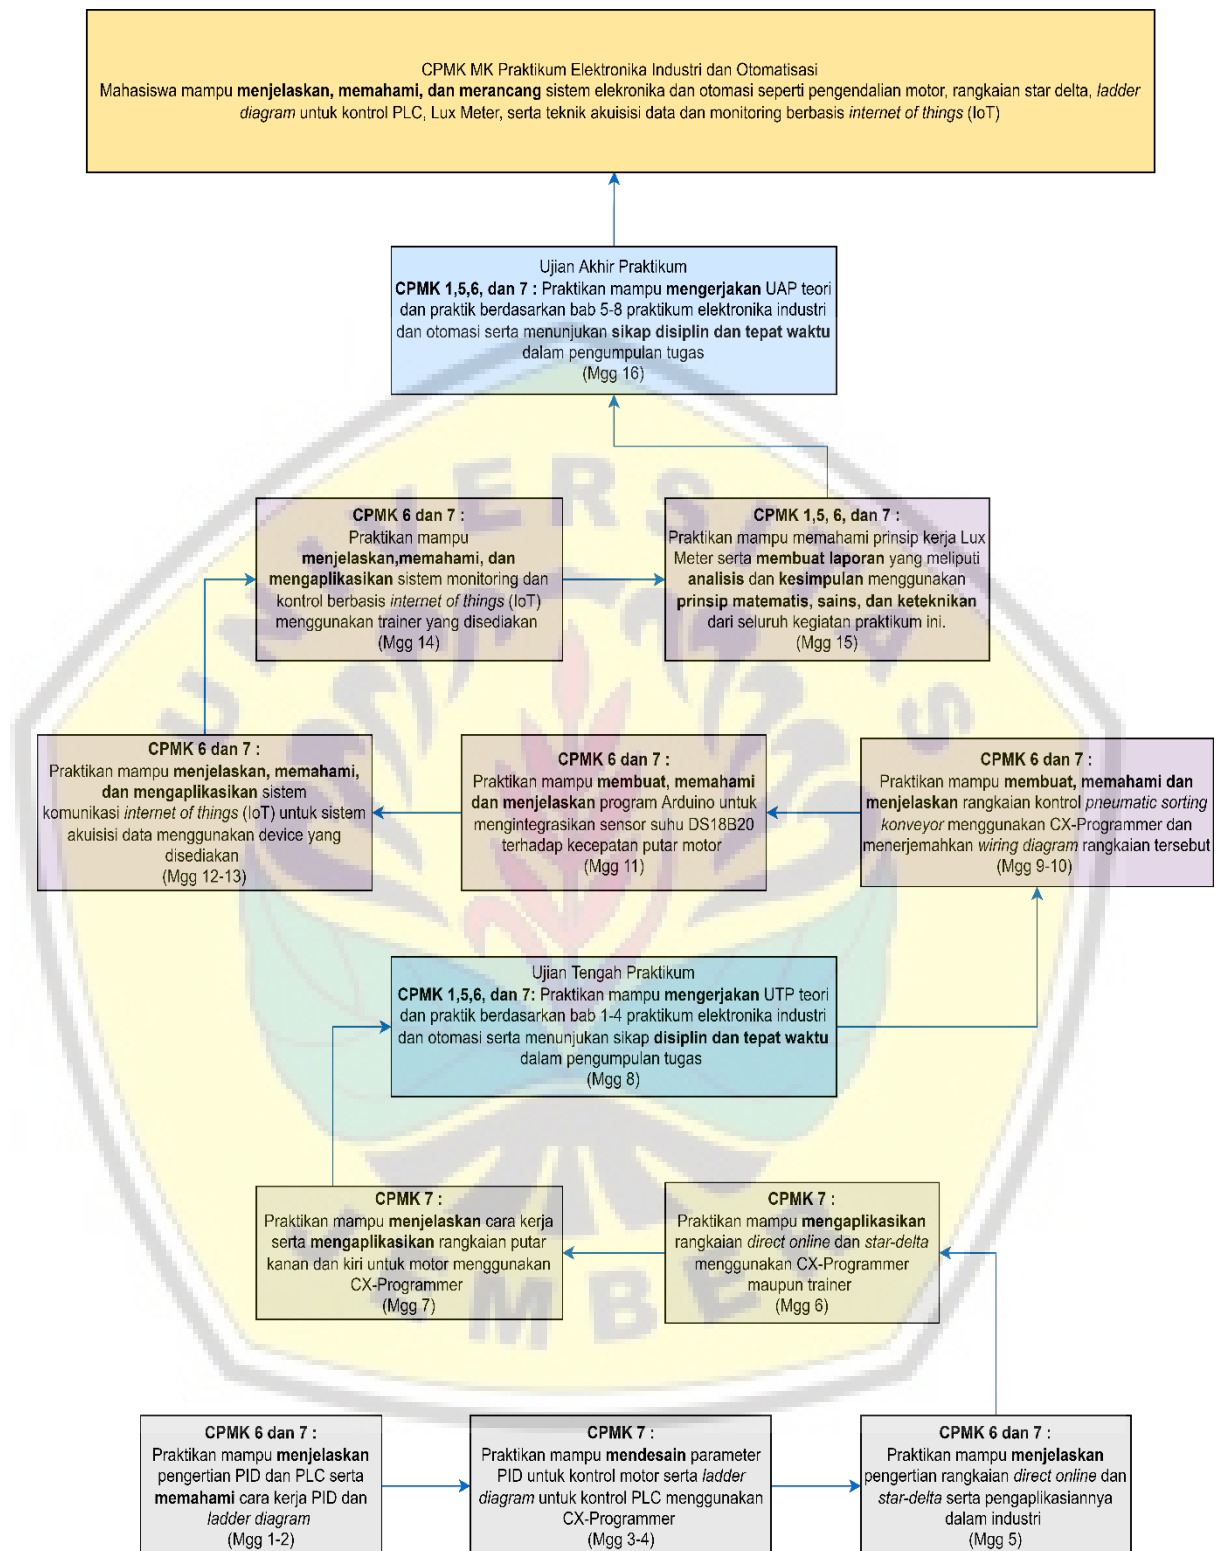 CPMK MK Praktikum Elektronika Industri dan Otomatisasi
Mahasiswa mampu menjelaskan, memahami, dan merancang sistem elekronika dan otomasi seperti pengendalian motor, rangkaian star delta, ladder
diagram untuk kontrol PLC, Lux Meter, serta teknik akuisisi data dan monitoring berbasis internet of things (IoT)
Ujian Akhir Praktikum
CPMK 1,5,6, dan 7 : Praktikan mampu mengerjakan UAP teori
dan praktik berdasarkan bab 5-8 praktikum elektronika industri
dan otomasi serta menunjukan sikap disiplin dan tepat waktu
dalam pengumpulan tugas
(Mgg 16)
CPMK 6 dan 7 :
Praktikan mampu
menjelaskan,memahami, dan
mengaplikasikan sistem monitoring dan
kontrol berbasis internet of things (IoT)
menggunakan trainer yang disediakan
(Mgg 14)
CPMK 1,5, 6, dan 7 :
Praktikan mampu memahami prinsip kerja Lux
Meter serta membuat laporan yang meliputi
analisis dan kesimpulan menggunakan
prinsip matematis, sains, dan keteknikan
dari seluruh kegiatan praktikum ini.
(Mgg 15)
CPMK 6 dan 7 :
Praktikan mampu menjelaskan, memahami,
dan mengaplikasikan sistem
komunikasi internet of things (IoT) untuk sistem
akuisisi data menggunakan device yang
disediakan
(Mgg 12-13)
CPMK 6 dan 7 :
Praktikan mampu membuat, memahami
dan menjelaskan program Arduino untuk
mengintegrasikan sensor suhu DS18B20
terhadap kecepatan putar motor
(Mgg 11)
CPMK 6 dan 7 :
Praktikan mampu membuat, memahami dan
menjelaskan rangkaian kontrol pneumatic sorting
konveyor menggunakan CX-Programmer dan
menerjemahkan wiring diagram rangkaian tersebut
(Mgg 9-10)
Ujian Tengah Praktikum
CPMK 1,5,6, dan 7: Praktikan mampu mengerjakan UTP teori
dan praktik berdasarkan bab 1-4 praktikum elektronika industri
dan otomasi serta menunjukan sikap disiplin dan tepat waktu
dalam pengumpulan tugas
(Mgg 8)
CPMK 7 :
Praktikan mampu menjelaskan cara kerja
serta mengaplikasikan rangkaian putar
kanan dan kiri untuk motor menggunakan
CX-Programmer
(Mgg 7)
CPMK 7 :
Praktikan mampu mengaplikasikan
rangkaian direct online dan star-delta
menggunakan CX-Programmer
maupun trainer
(Mgg 6)
CPMK 6 dan 7 :
Praktikan mampu menjelaskan
pengertian PID dan PLC serta
memahami cara kerja PID dan
ladder diagram
(Mgg 1-2)
CPMK 7 :
Praktikan mampu mendesain parameter
PID untuk kontrol motor serta ladder
diagram untuk kontrol PLC menggunakan
CX-Programmer
(Mgg 3-4)
CPMK 6 dan 7 :
Praktikan mampu menjelaskan
pengertian rangkaian direct online dan
star-delta serta pengaplikasiannya
dalam industri
(Mgg 5)
UNIVERSITAS
JEMBER